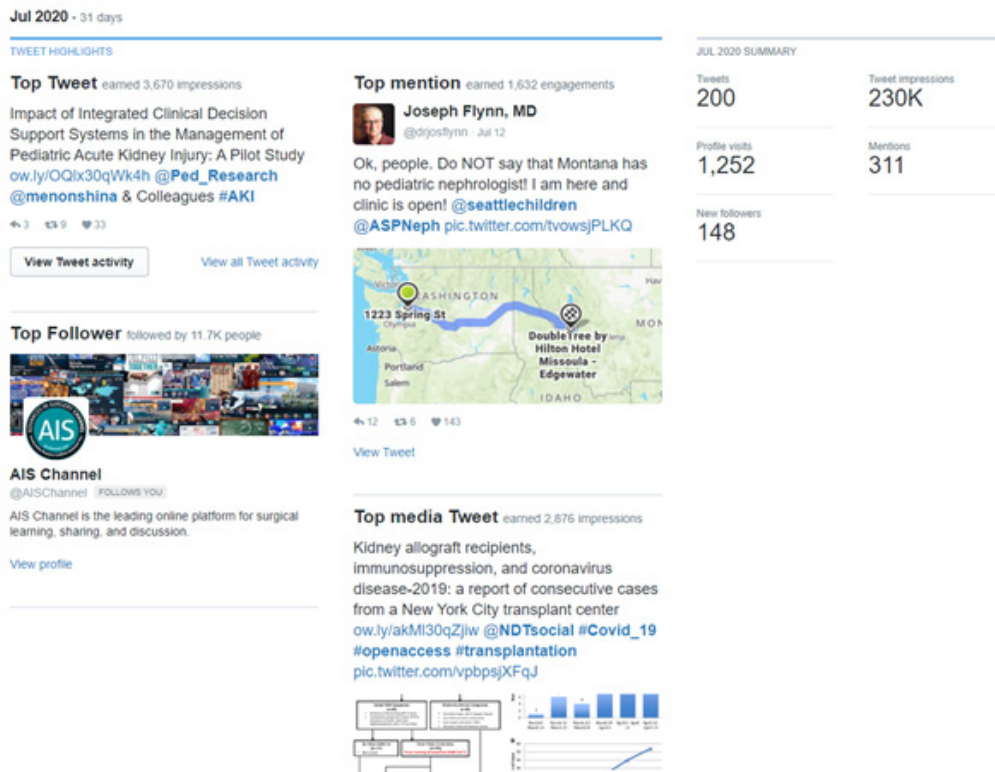 Jul 2020 · 31 days
TWEET HIGHLIGHTS
Top Tweet earned 3,670 impressions
Impact of Integrated Clinical Decision
Support Systems in the Management of
Pediatric Acute Kidney Injury: A Pilot Study
ow.ly/OQlx30qWk4h @Ped_Research
@menonshina & Colleagues #AKI
3 9 33
View Tweet activity View all Tweet activity
Top Follower followed by 11.7K people
TOGETHER
AIS
AIS Channel
@AISChannel FOLLOWS YOU
AIS Channel is the leading online platform for surgical
learning, sharing, and discussion.
View profile
Top mention earned 1,632 engagements
Joseph Flynn, MD
@drjosflynn · Jul 12
Ok, people. Do NOT say that Montana has
no pediatric nephrologist! I am here and
clinic is open! @seattlechildren
@ASPNeph pic.twitter.com/tvowsjPLKQ
Victor
WASHINGTON
Hav
1223 Spring St
Olympia
MON
DoubleTree by
Hilton Hotel
Missoula -
Edgewater
Astoria
Portland
Salem
IDAHO
12 6 143
View Tweet
Top media Tweet earned 2,876 impressions
Kidney allograft recipients,
immunosuppression, and coronavirus
disease-2019: a report of consecutive cases
from a New York City transplant center
ow.ly/akMI30qZjiw @NDTsocial #Covid_19
#openaccess #transplantation
pic.twitter.com/vpbpsjXFqJ
JUL 2020 SUMMARY
Tweets
200
Tweet impressions
230K
Profile visits
1,252
Mentions
311
New followers
148